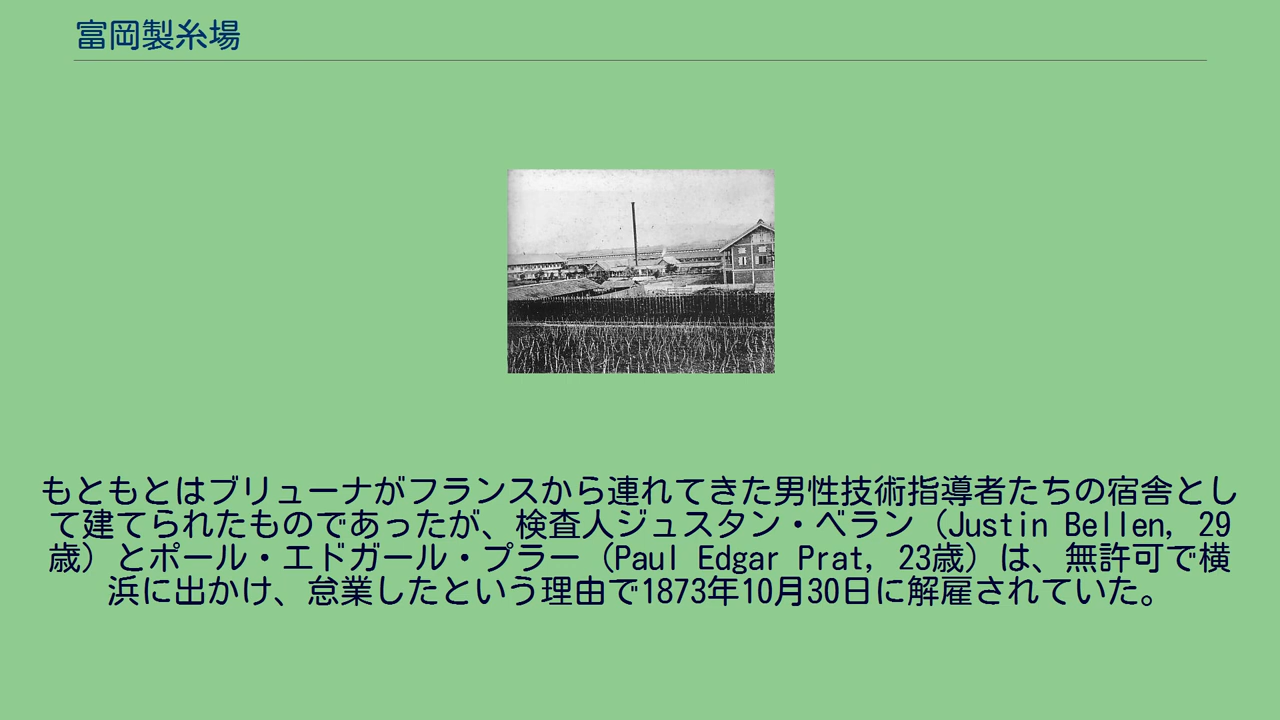 富岡製糸場
もともとはブリューナがフランスから連れてきた男性技術指導者たちの宿舎とし
て建てられたものであったが、検査人ジュスタン・ベラン（Justin Bellen, 29
歳）とポール・エドガール・プラー（Paul Edgar Prat, 23歳）は、無許可で横
浜に出かけ、怠業したという理由で1873年10月30日に解雇されていた。